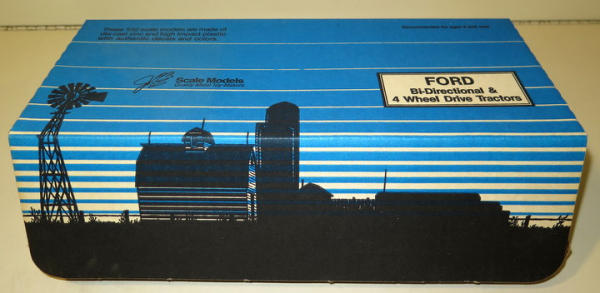 These 1/32 scale models are made of
die-cast zinc and high impact plastic
with authentic decals and colors.
Recommended for ages 8 and over
Scale Models
FORD
Bi-Directional &
4 Wheel Drive Tractors